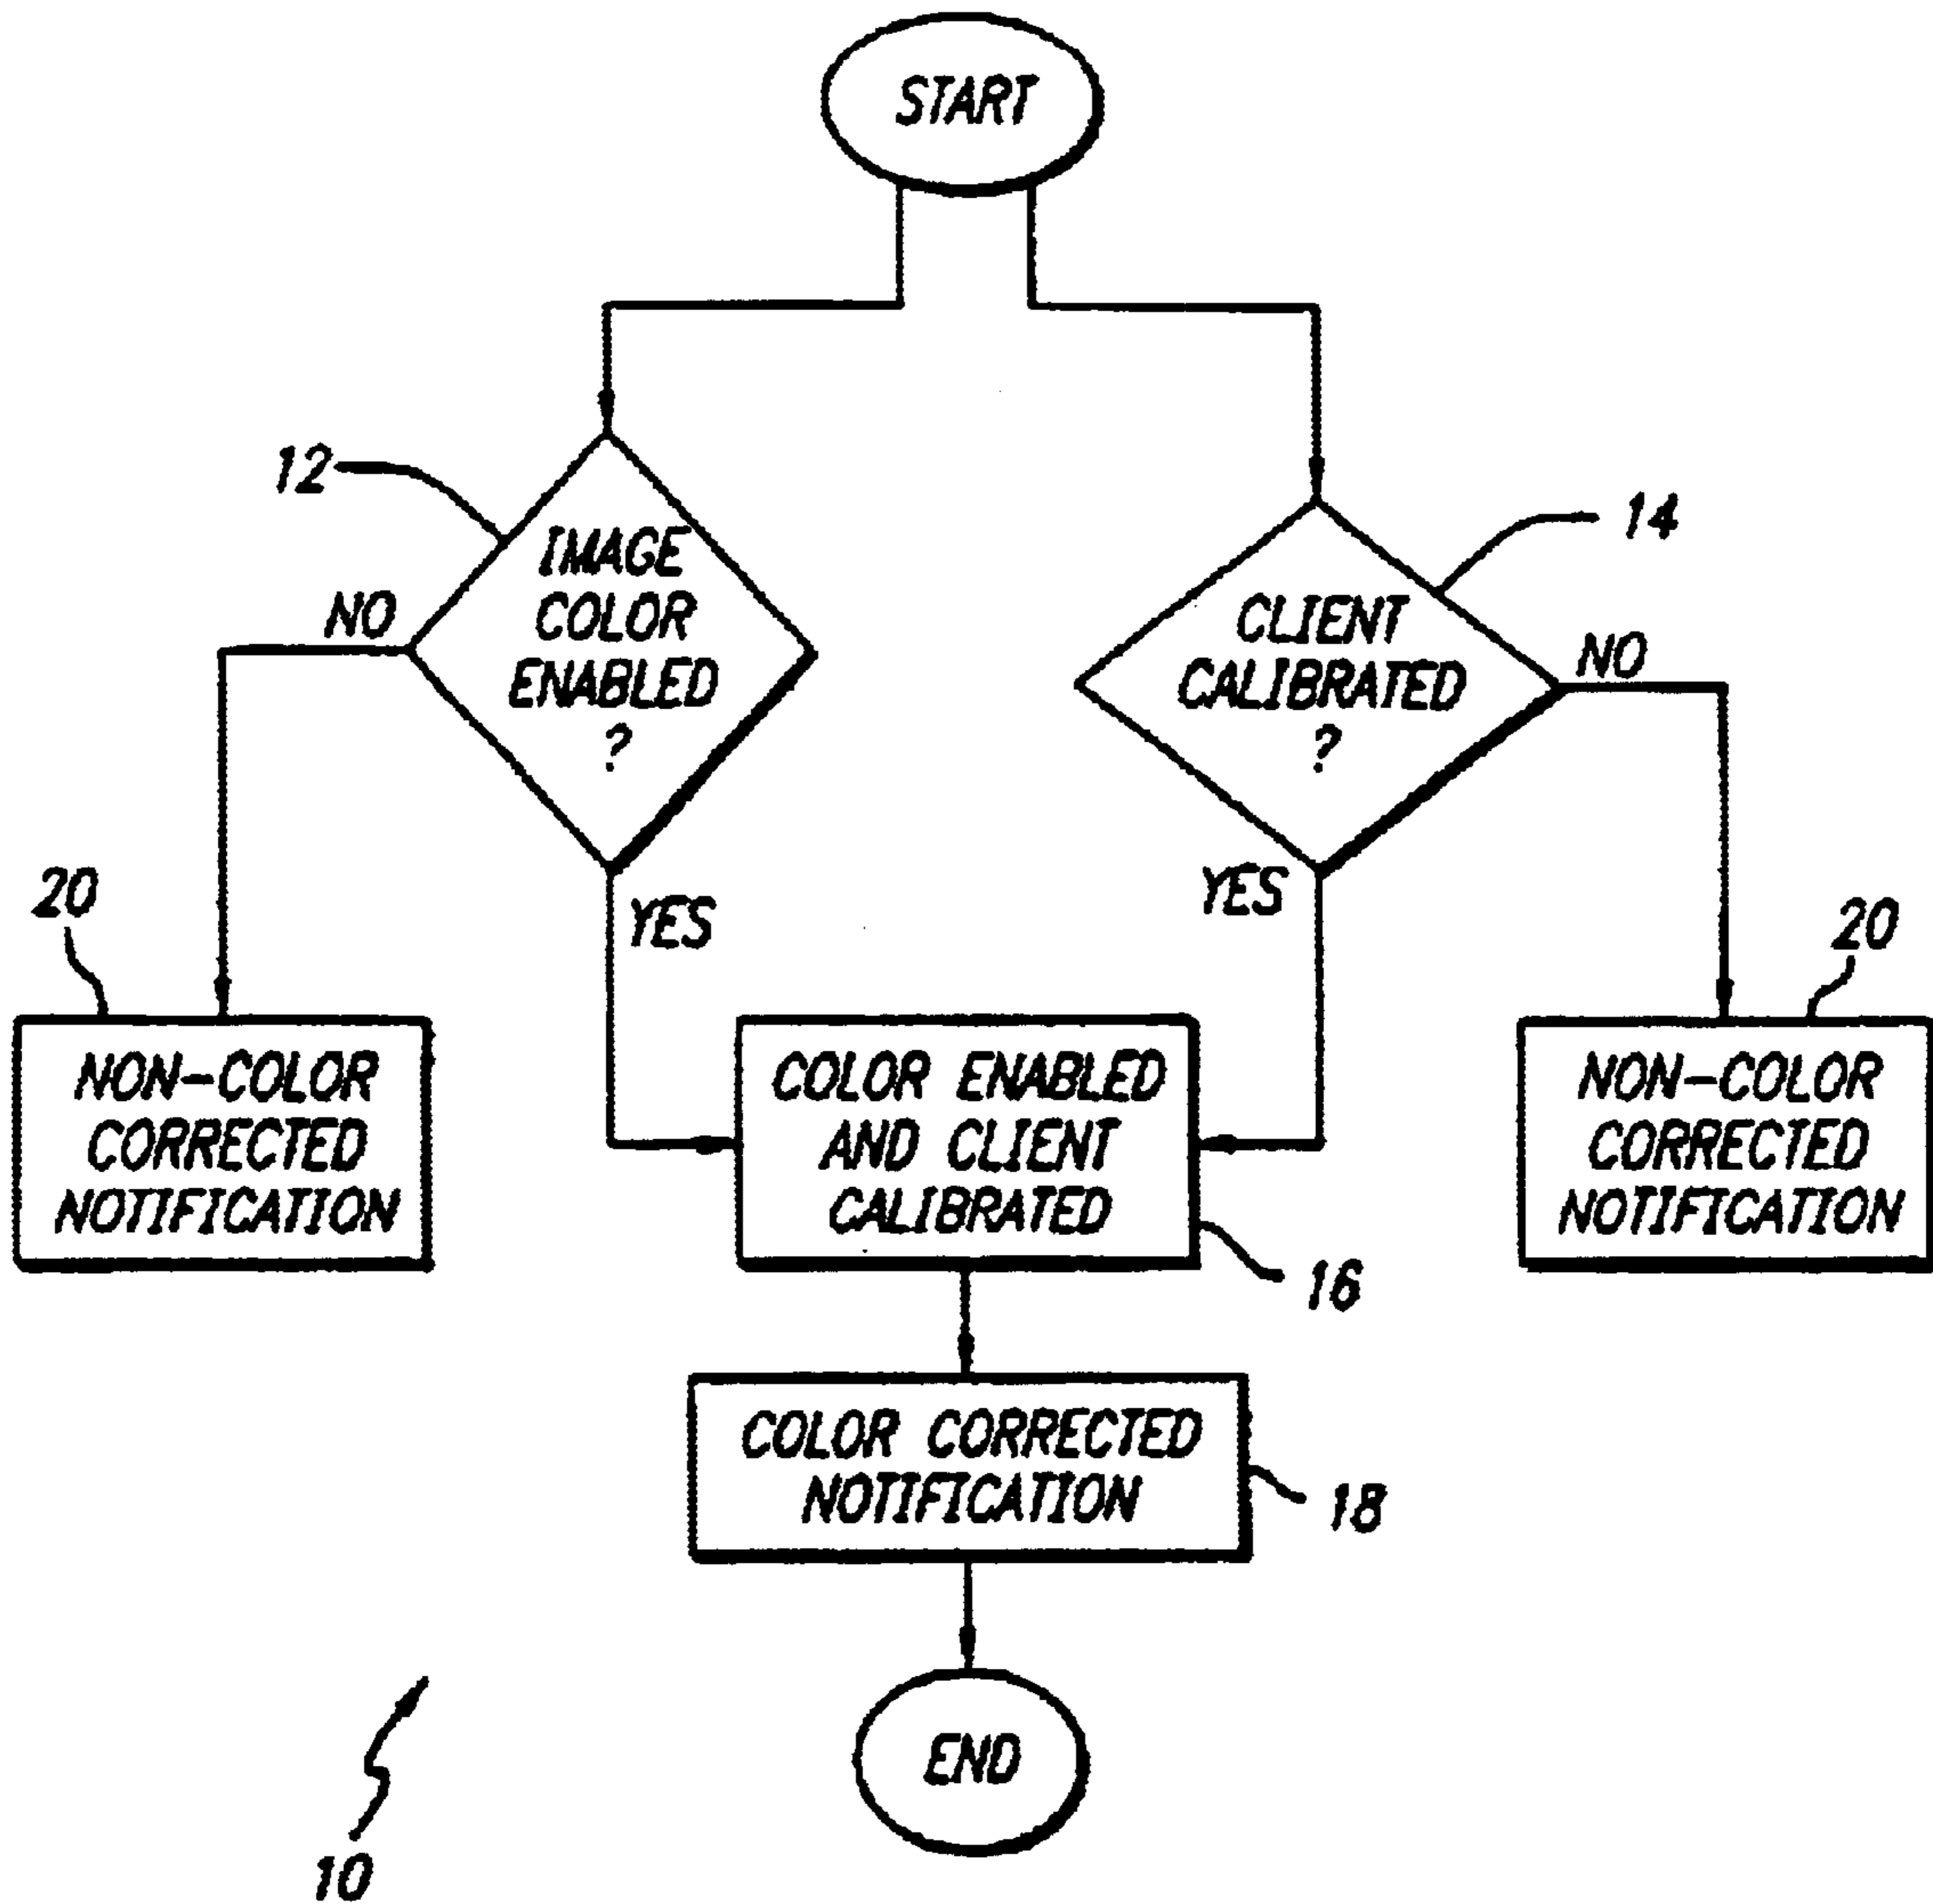 START
12
IMAGE
COLOR
ENABLED
?
NO
YES
14
CLIENT
CALIBRATED
?
NO
YES
20
NON-COLOR
CORRECTED
NOTIFICATION
COLOR ENABLED
AND CLIENT
CALIBRATED
16
20
NON-COLOR
CORRECTED
NOTIFICATION
COLOR CORRECTED
NOTIFICATION
18
END
10